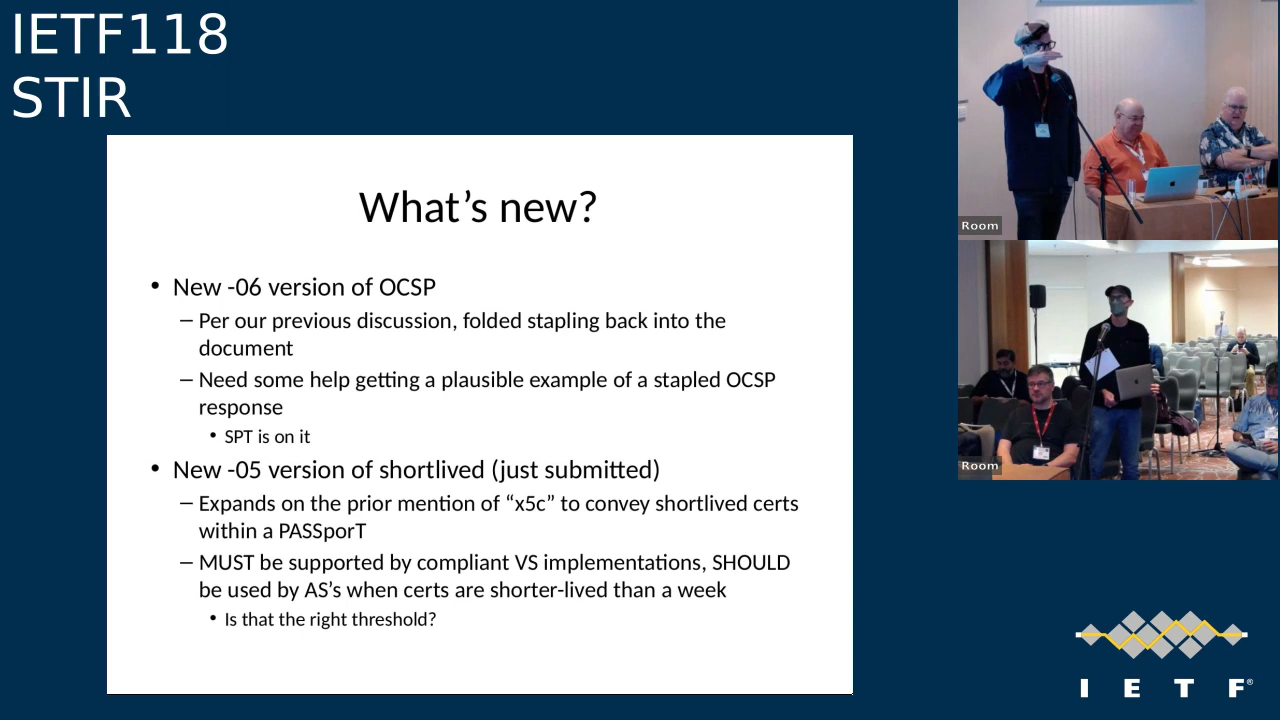 IETF118
STIR
What's new?
• New -06 version of OCSP
– Per our previous discussion, folded stapling back into the
document
– Need some help getting a plausible example of a stapled OCSP
response
• SPT is on it
• New -05 version of shortlived (just submitted)
– Expands on the prior mention of “x5c” to convey shortlived certs
within a PASSporT
– MUST be supported by compliant VS implementations, SHOULD
be used by AS’s when certs are shorter-lived than a week
• Is that the right threshold?
Room
Room
I E T F®